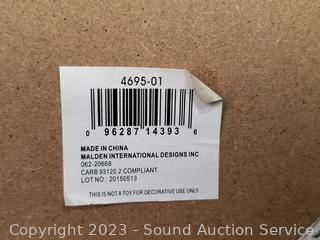 4695-01
0 96287 14393 6
MADE IN CHINA
MALDEN INTERNATIONAL DESIGNS INC
062-20668
CARB 93120.2 COMPLIANT
LOT NO.: 20150513
THIS IS NOT A TOY, FOR DECORATIVE USE ONLY
Copyright 2023 - Sound Auction Service